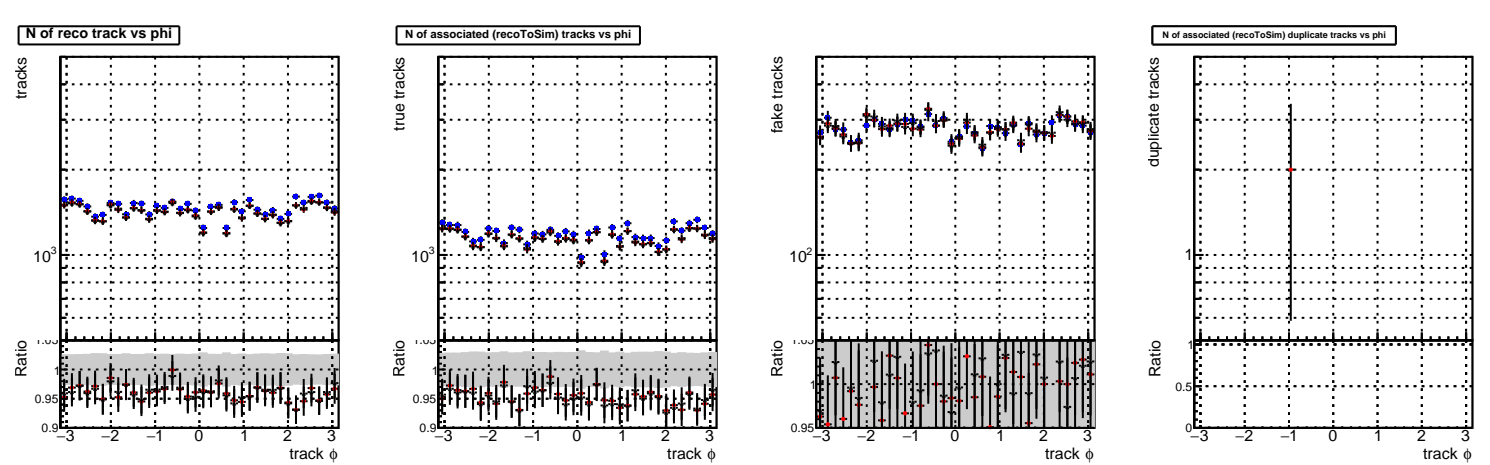 N of reco track vs phi
N of associated (recoToSim) tracks vs phi
N of associated (recoToSim) duplicate tracks vs phi
tracks
10³
Ratio
1
0.95
0.9
−3 −2 −1 0 1 2 3
track ϕ
true tracks
10³
Ratio
1
0.95
0.9
−3 −2 −1 0 1 2 3
track ϕ
fake tracks
10²
Ratio
1
0.95
−3 −2 −1 0 1 2 3
track ϕ
duplicate tracks
1
Ratio
1
0.5
0
−3 −2 −1 0 1 2 3
track ϕ